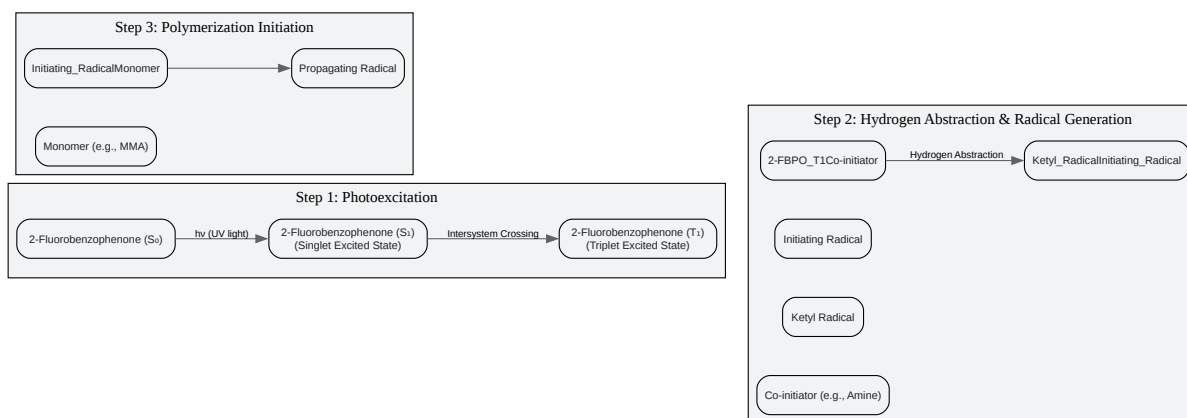 Step 3: Polymerization Initiation
Initiating_RadicalMonomer
Propagating Radical
Monomer (e.g., MMA)
Step 1: Photoexcitation
2-Fluorobenzophenone (S₀)
hν (UV light)
2-Fluorobenzophenone (S₁)
(Singlet Excited State)
Intersystem Crossing
2-Fluorobenzophenone (T₁)
(Triplet Excited State)
Step 2: Hydrogen Abstraction & Radical Generation
2-FBPO_T1Co-initiator
Hydrogen Abstraction
Ketyl_RadicalInitiating_Radical
Initiating Radical
Ketyl Radical
Co-initiator (e.g., Amine)